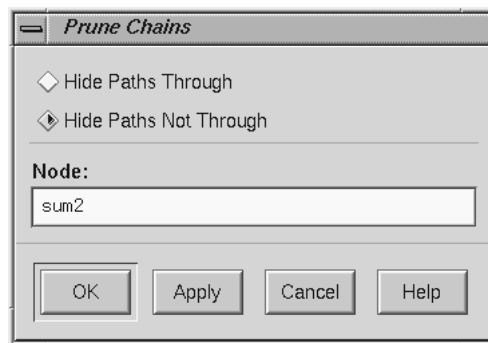 Prune Chains
Hide Paths Through
Hide Paths Not Through
Node:
sum2
OK Apply Cancel Help